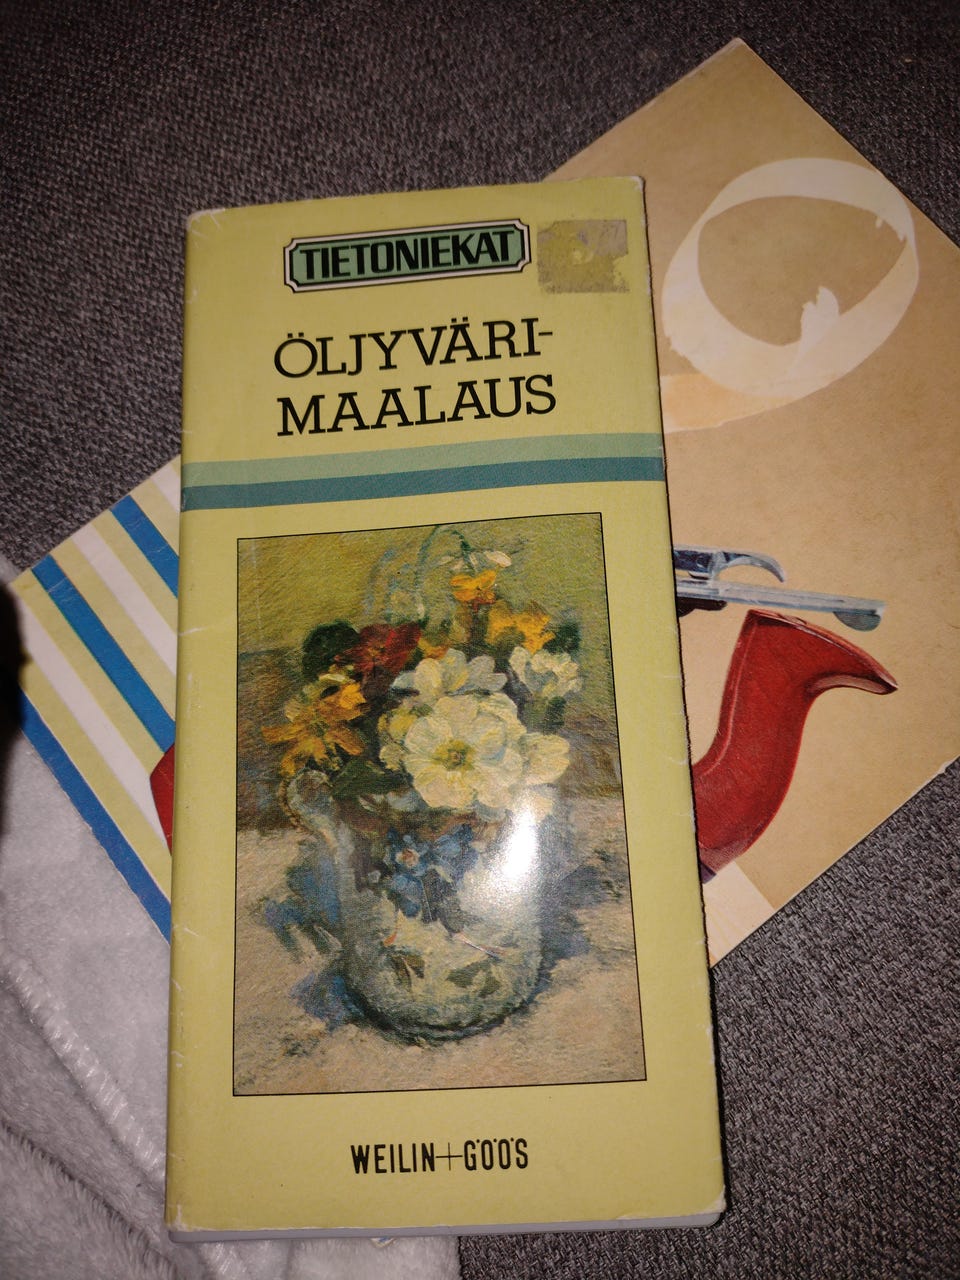 TIETONIEKAT
ÖLJYVÄRI-
MAALAUS
WEILIN+GÖÖS